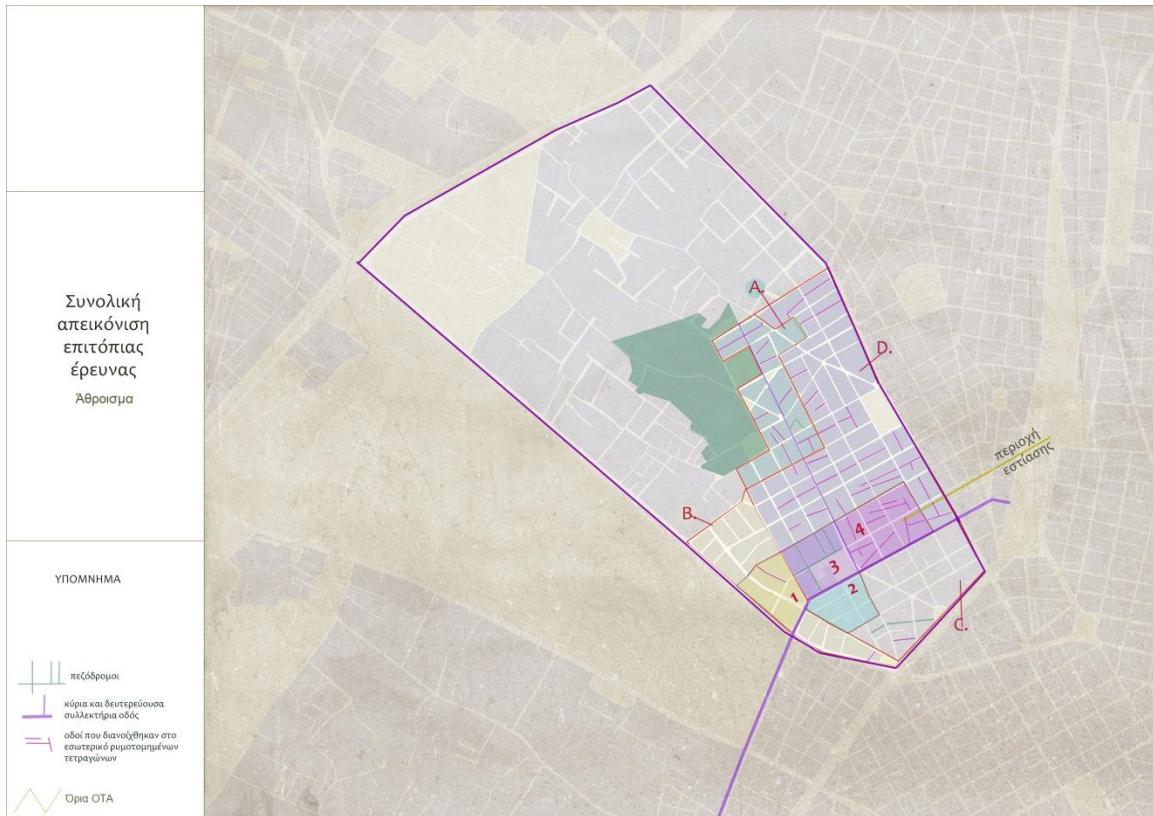 Συνολική
απεικόνιση
επιτόπιας
έρευνας
Άθροισμα
ΥΠΟΜΝΗΜΑ
πεζόδρομοι
κύρια και δευτερεύουσα
συλλεκτήρια οδός
οδοί που διανοίχθηκαν στο
εσωτερικό ρυμοτομημένων
τετραγώνων
Όρια ΟΤΑ
A.
D.
περιοχή
εστίασης
B.
4
3
1
2
C.